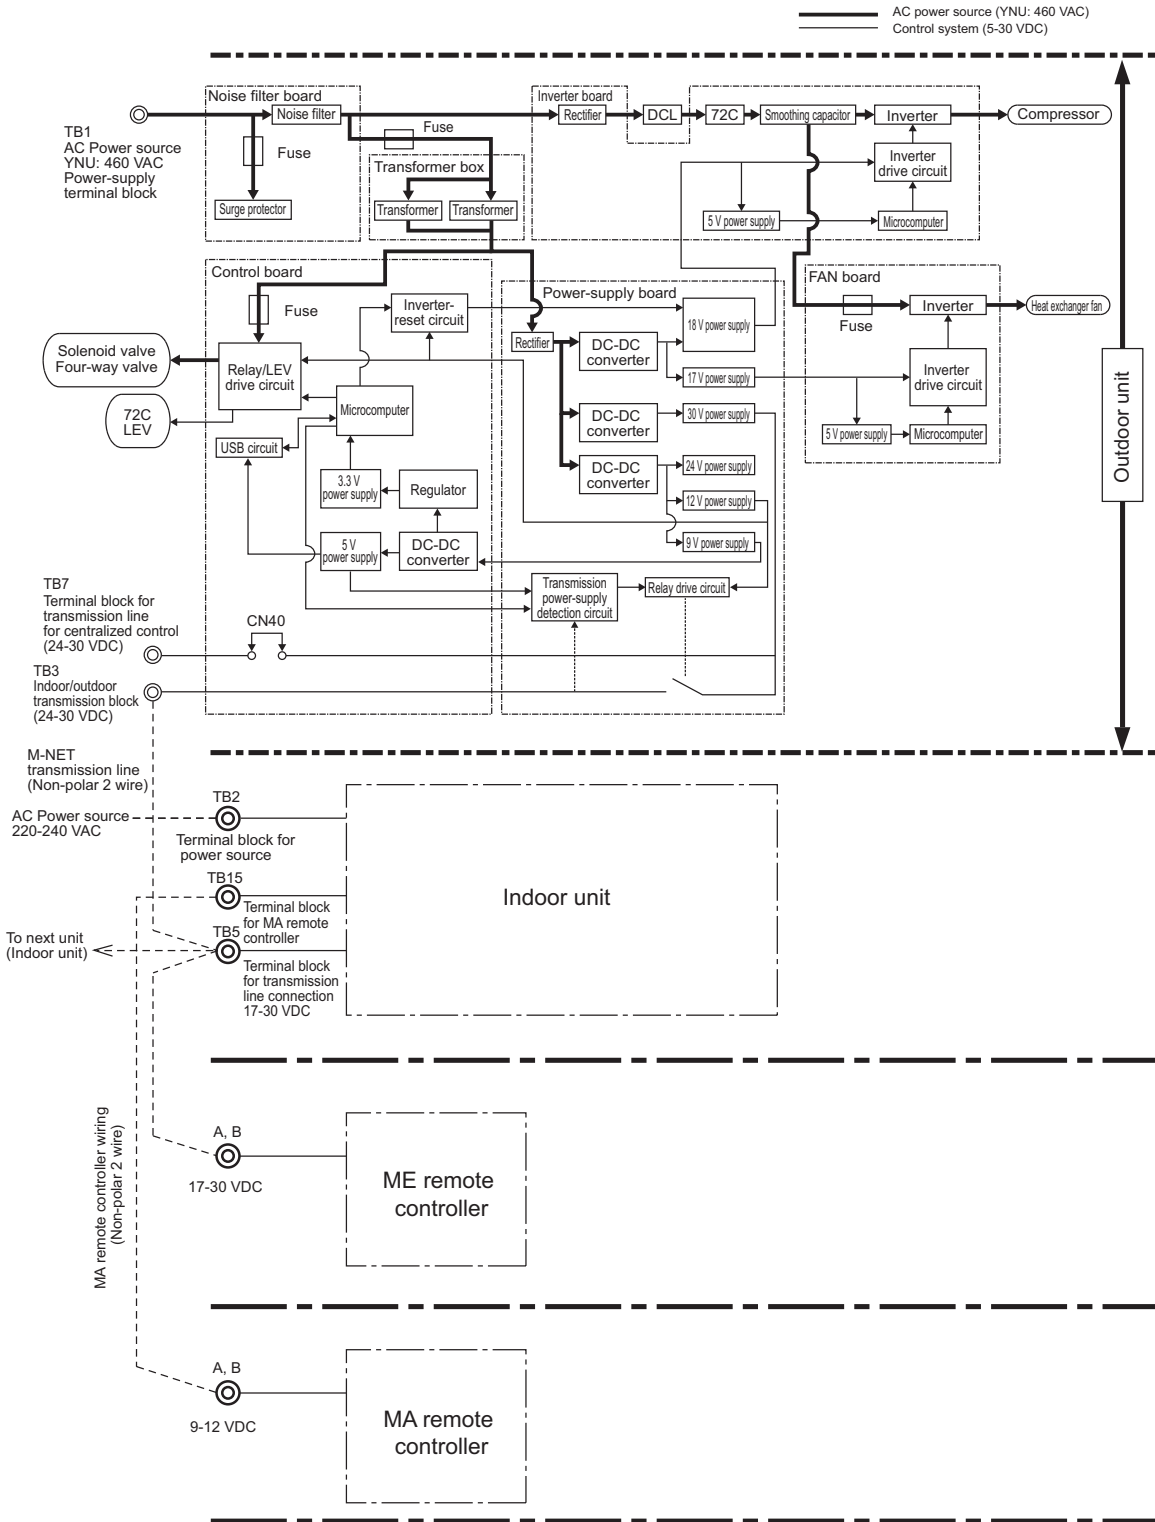 AC power source (YNU: 460 VAC)
Control system (5-30 VDC)
Noise filter board
Noise filter
Inverter board
Rectifier
DCL
72C
Smoothing capacitor
Inverter
Compressor
TB1
AC Power source
YNU: 460 VAC
Power-supply
terminal block
Fuse
Fuse
Surge protector
Transformer box
Transformer
Transformer
Inverter
drive circuit
5 V power supply
Microcomputer
Control board
Fuse
Inverter-
reset circuit
Power-supply board
Rectifier
DC-DC
converter
18 V power supply
17 V power supply
DC-DC
converter
30 V power supply
DC-DC
converter
24 V power supply
12 V power supply
9 V power supply
FAN board
Fuse
Inverter
Heat exchanger fan
Inverter
drive circuit
5 V power supply
Microcomputer
Outdoor unit
Solenoid valve
Four-way valve
Relay/LEV
drive circuit
72C
LEV
Microcomputer
USB circuit
3.3 V
power supply
Regulator
5 V
power supply
DC-DC
converter
Transmission
power-supply
detection circuit
Relay drive circuit
TB7
Terminal block for
transmission line
for centralized control
(24-30 VDC)
CN40
TB3
Indoor/outdoor
transmission block
(24-30 VDC)
M-NET
transmission line
(Non-polar 2 wire)
AC Power source
220-240 VAC
TB2
Terminal block for
power source
TB15
Terminal block
for MA remote
controller
To next unit
(Indoor unit)
TB5
Terminal block
for transmission
line connection
17-30 VDC
Indoor unit
MA remote controller wiring
(Non-polar 2 wire)
A, B
17-30 VDC
ME remote
controller
A, B
9-12 VDC
MA remote
controller